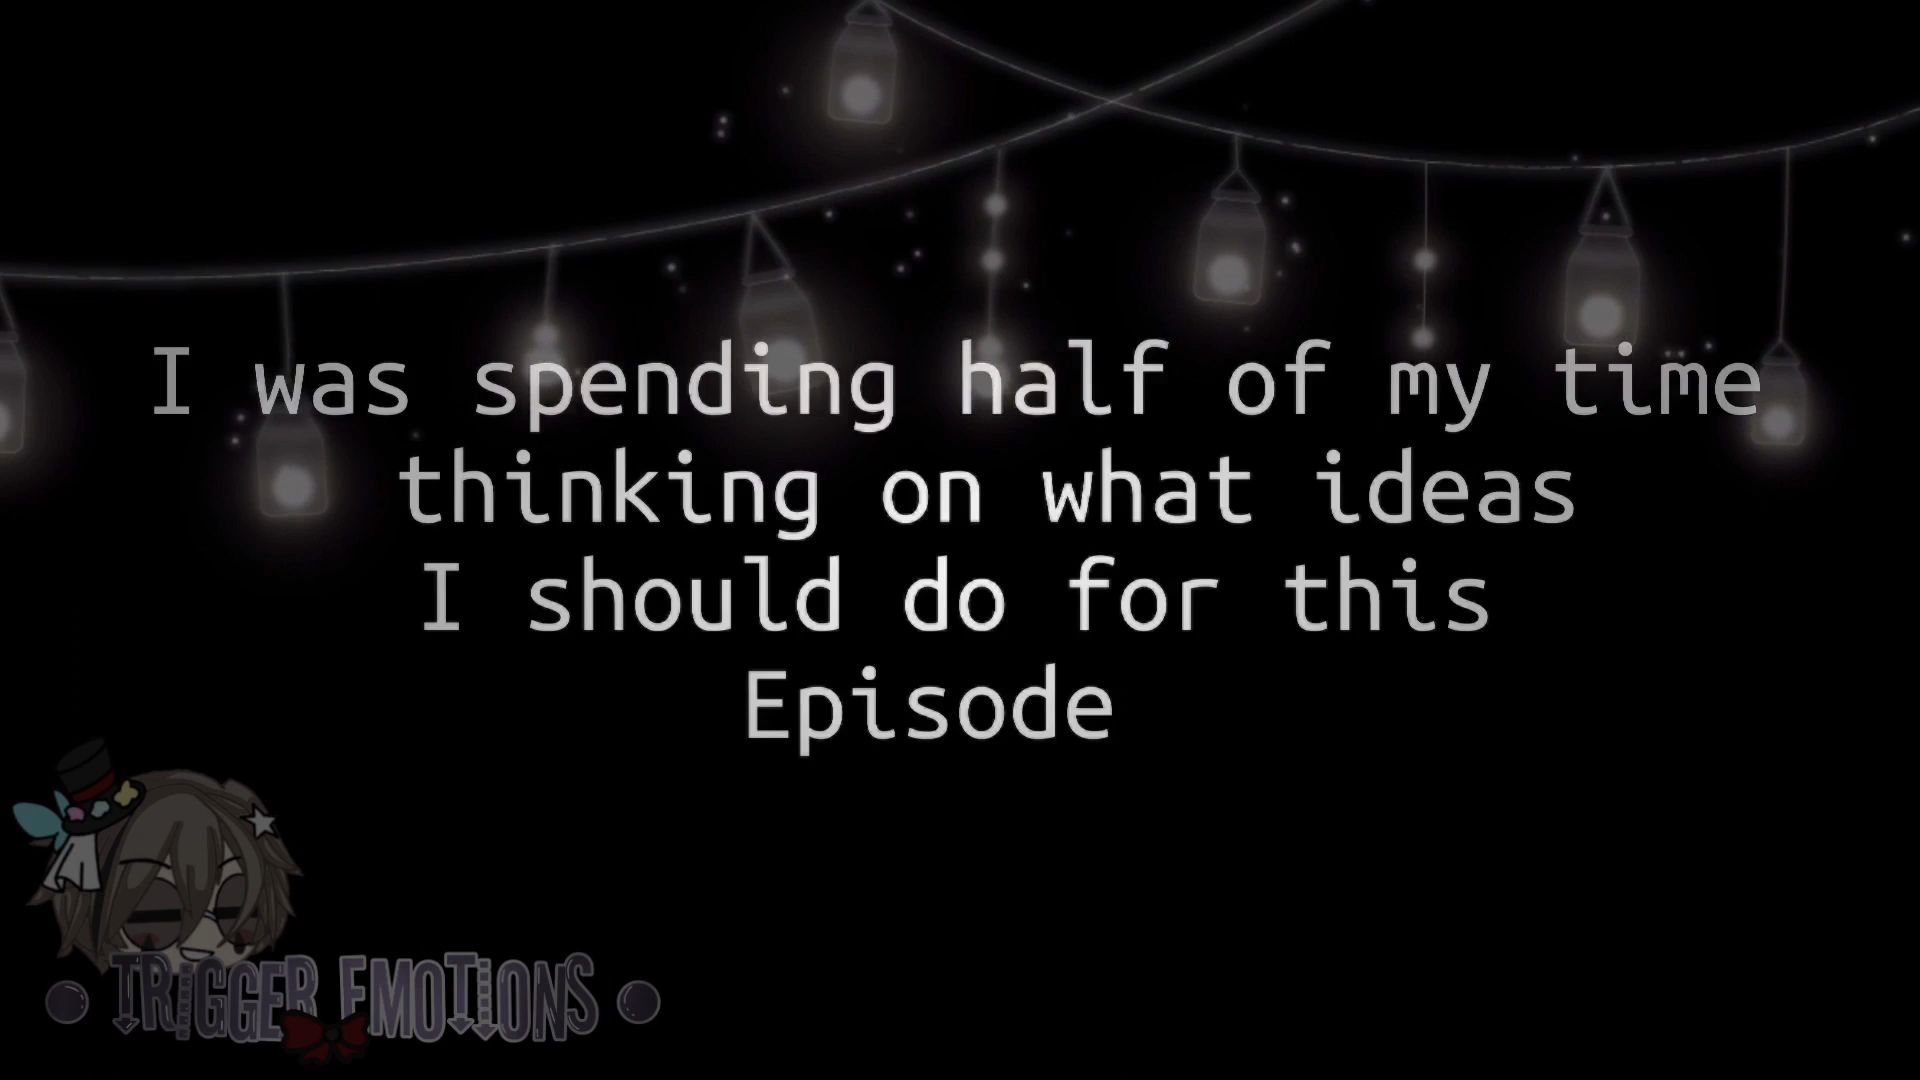 I was spending half of my time
thinking on what ideas
I should do for this
Episode
TRIGGER EMOTIONS